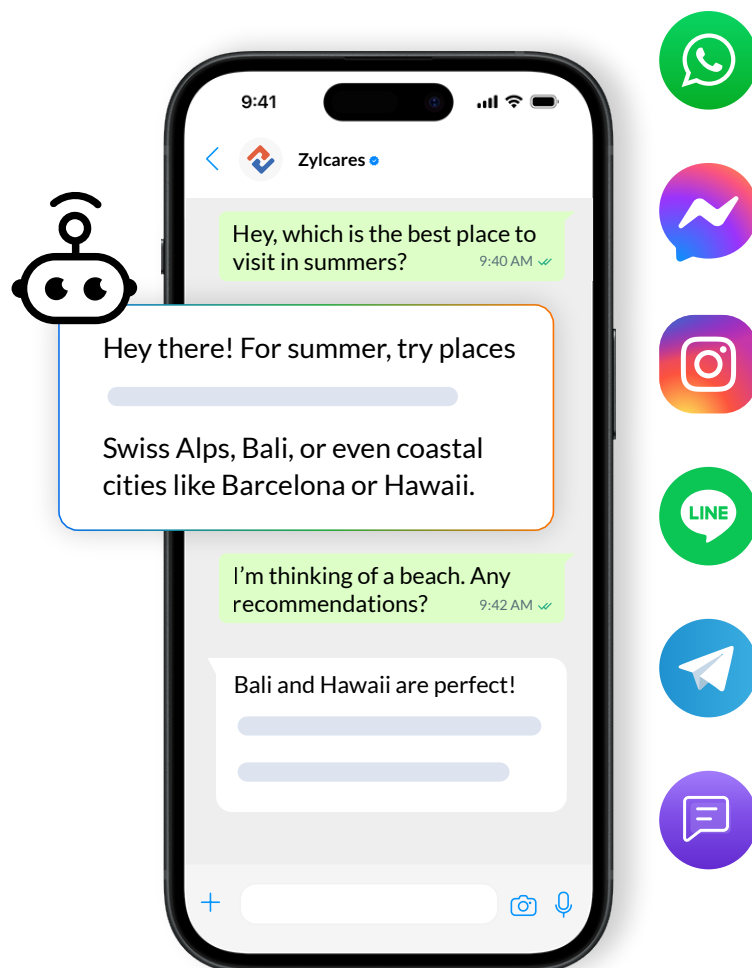 9:41
Zylcares
Hey, which is the best place to
visit in summers?
9:40 AM
Hey there! For summer, try places
Swiss Alps, Bali, or even coastal
cities like Barcelona or Hawaii.
I'm thinking of a beach. Any
recommendations?
9:42 AM
Bali and Hawaii are perfect!
LINE